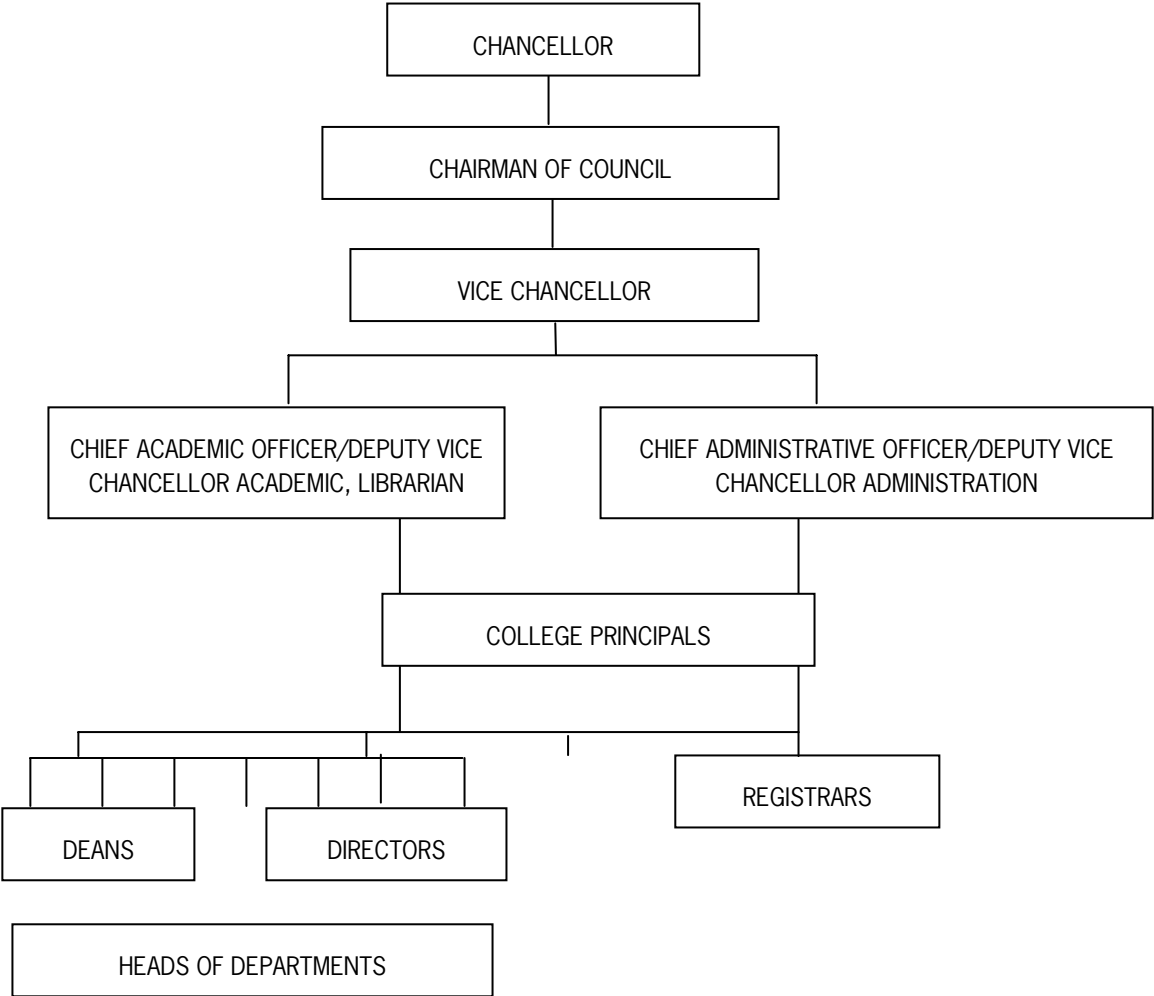 CHANCELLOR
CHAIRMAN OF COUNCIL
VICE CHANCELLOR
CHIEF ACADEMIC OFFICER/DEPUTY VICE
CHANCELLOR ACADEMIC, LIBRARIAN
CHIEF ADMINISTRATIVE OFFICER/DEPUTY VICE
CHANCELLOR ADMINISTRATION
COLLEGE PRINCIPALS
REGISTRARS
DEANS
DIRECTORS
HEADS OF DEPARTMENTS